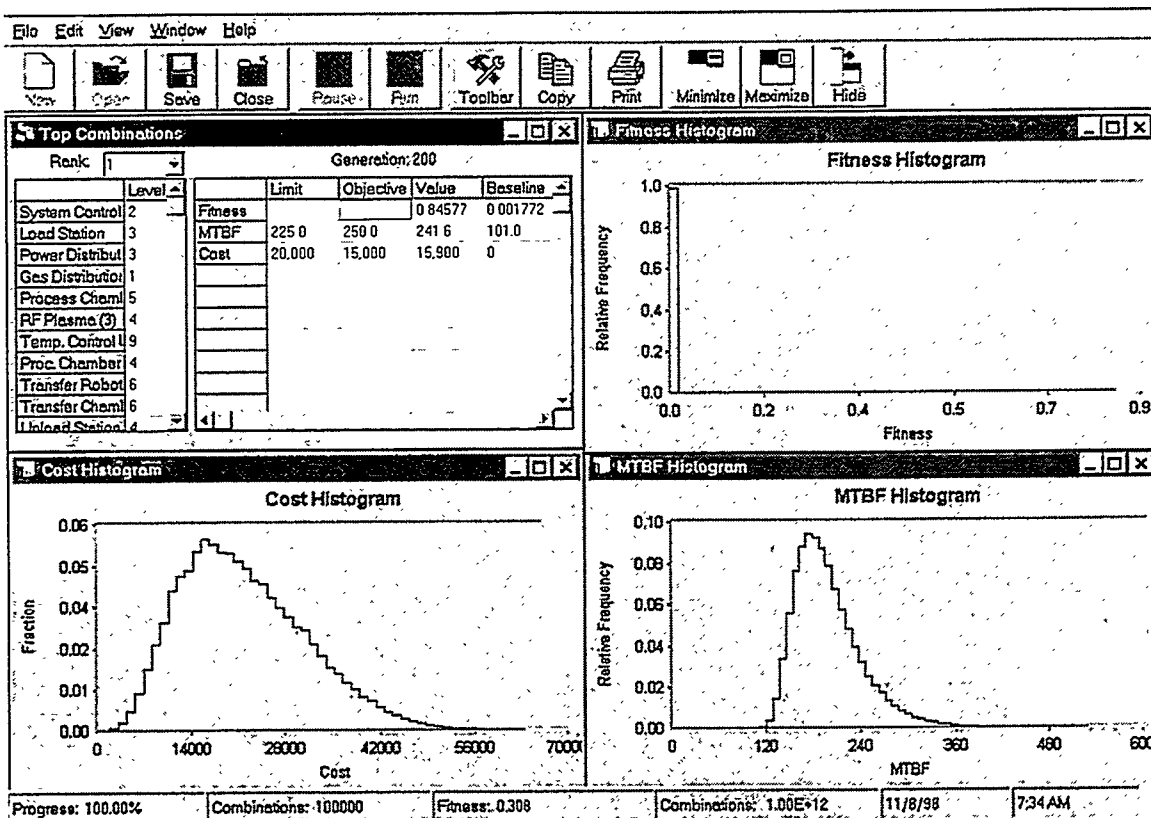 File Edit View Window Help
New Open Save Close Pause Run Toolbar Copy Print Minimize Maximize Hide
Top Combinations
Rank: 1 Generation: 200
Level
System Control 2
Load Station 3
Power Distribut 3
Gas Distribution 1
Process Chaml 5
RF Plasma (3) 4
Temp. Control L 9
Proc. Chamber 4
Transfer Robot 6
Transfer Chaml 6
Unload Station 4
Limit Objective Value Baseline
Fitness 0.84577 0.001772
MTBF 225.0 250.0 241.6 101.0
Cost 20,000 15,000 15,900 0
Fitness Histogram
Fitness Histogram
Relative Frequency
1.0
0.8
0.6
0.4
0.2
0.0
0.0 0.2 0.4 0.5 0.7 0.9
Fitness
Cost Histogram
Cost Histogram
Fraction
0.06
0.05
0.04
0.02
0.01
0.00
0 14000 28000 42000 56000 7000
Cost
MTBF Histogram
MTBF Histogram
Relative Frequency
0.10
0.08
0.06
0.04
0.02
0.00
0 120 240 360 480 600
MTBF
Progress: 100.00% Combinations: 100000 Fitness: 0.308 Combinations: 1.00E+12 11/8/98 7:34 AM